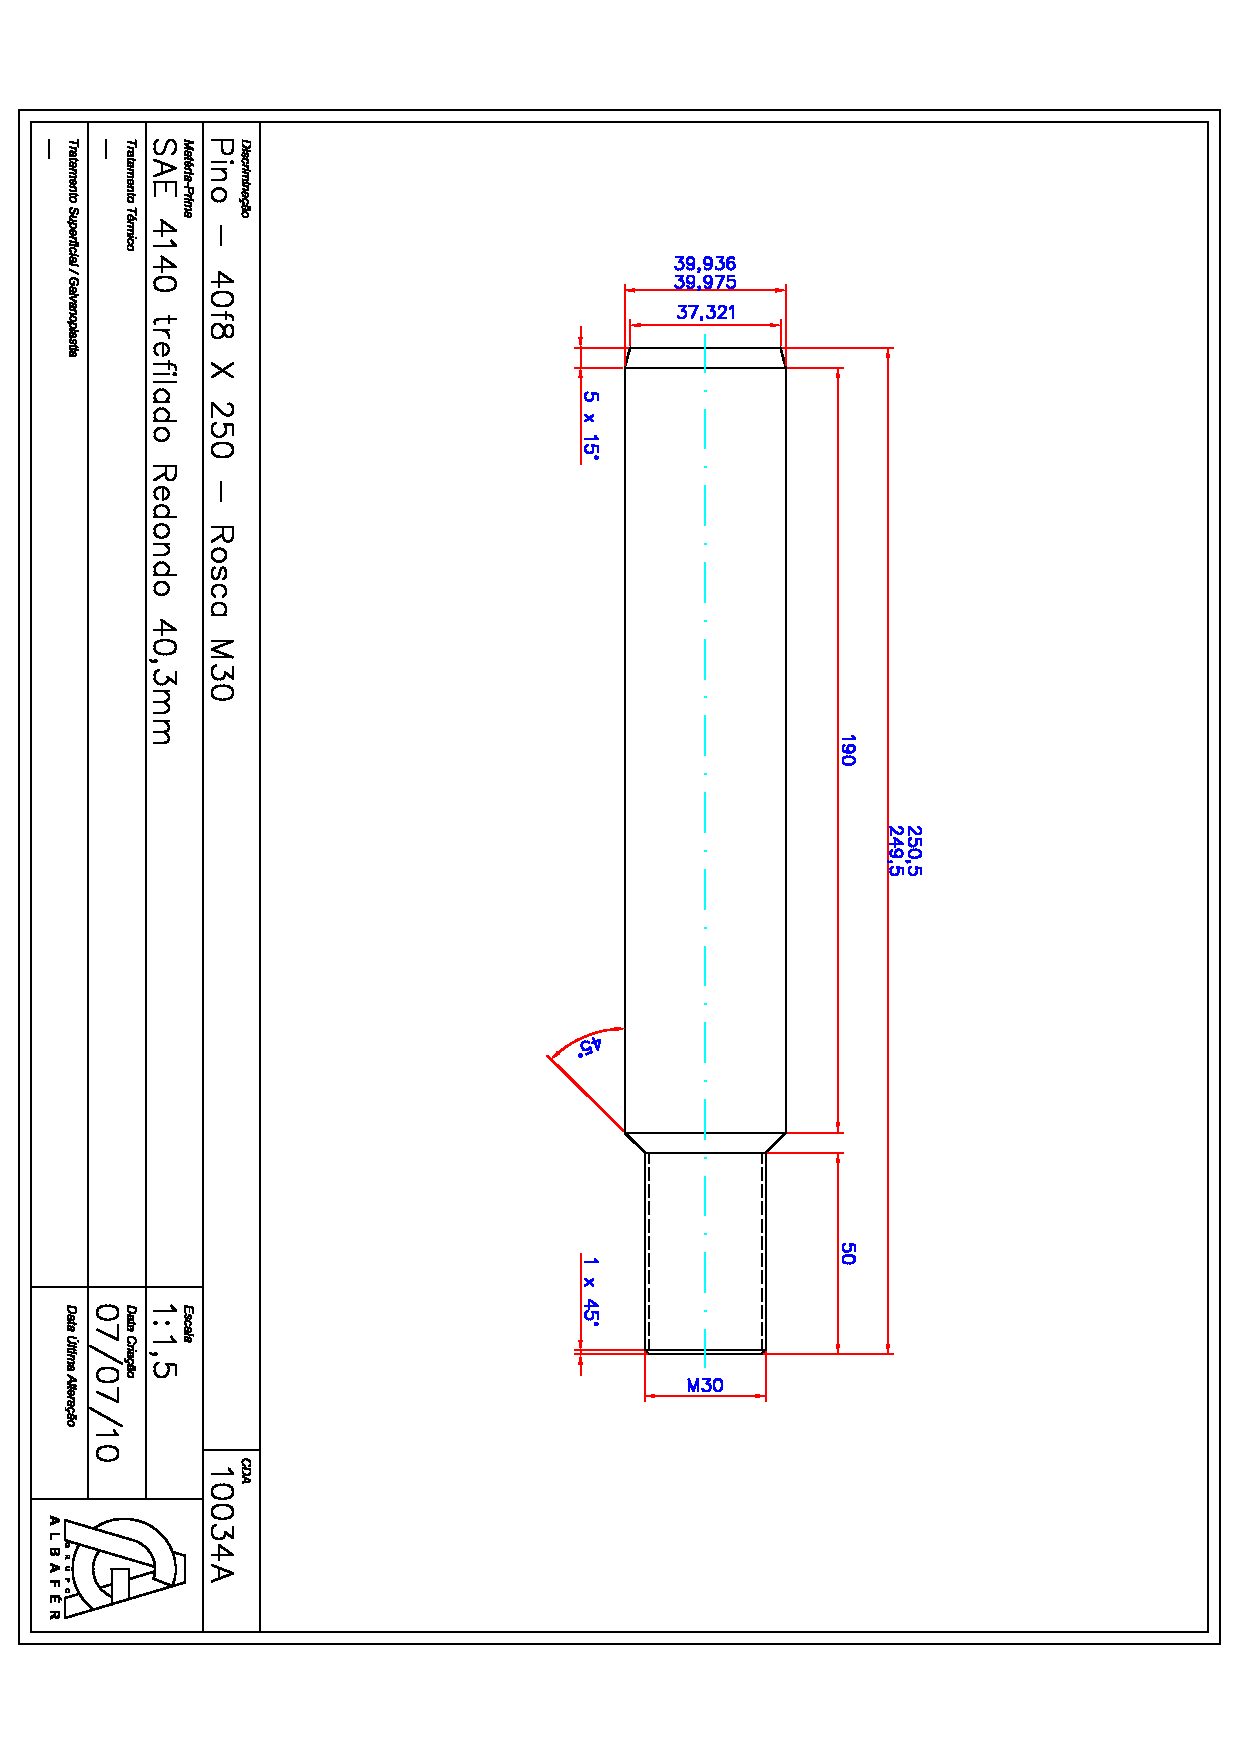 39,936
39,975
37,321
5 x 15°
190
250,5
249,5
45°
50
1 x 45°
M30
Discriminação
Pino - 40f8 X 250 - Rosca M30
CDA
10034A
Matéria-Prima
SAE 4140 trefilado Redondo 40,3mm
Escala
1:1,5
Tratamento Térmico
-
Data Criação
07/07/10
Tratamento Superficial / Galvanoplastia
-
Data Última Alteração
GRUPO
ALBAFÉR